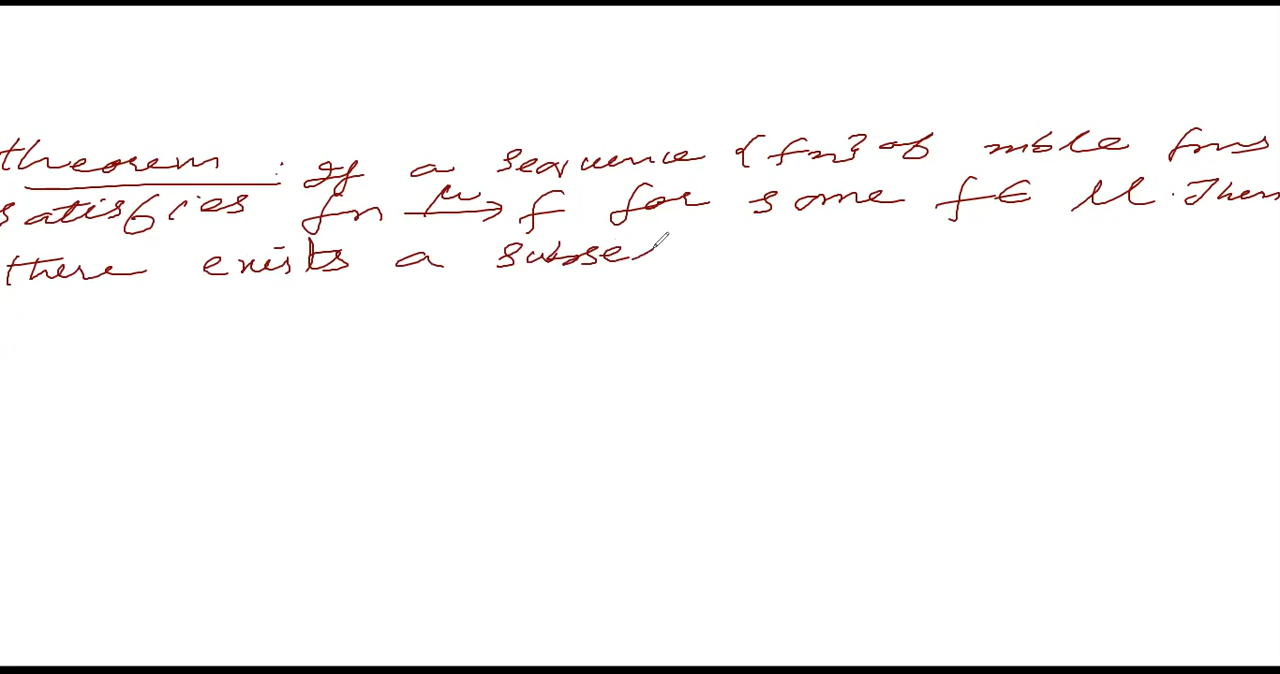 theorem : If a sequence {fn} of mble fns
satisfies fn —μ→ f for some f ∈ M. Then
there exists a subse